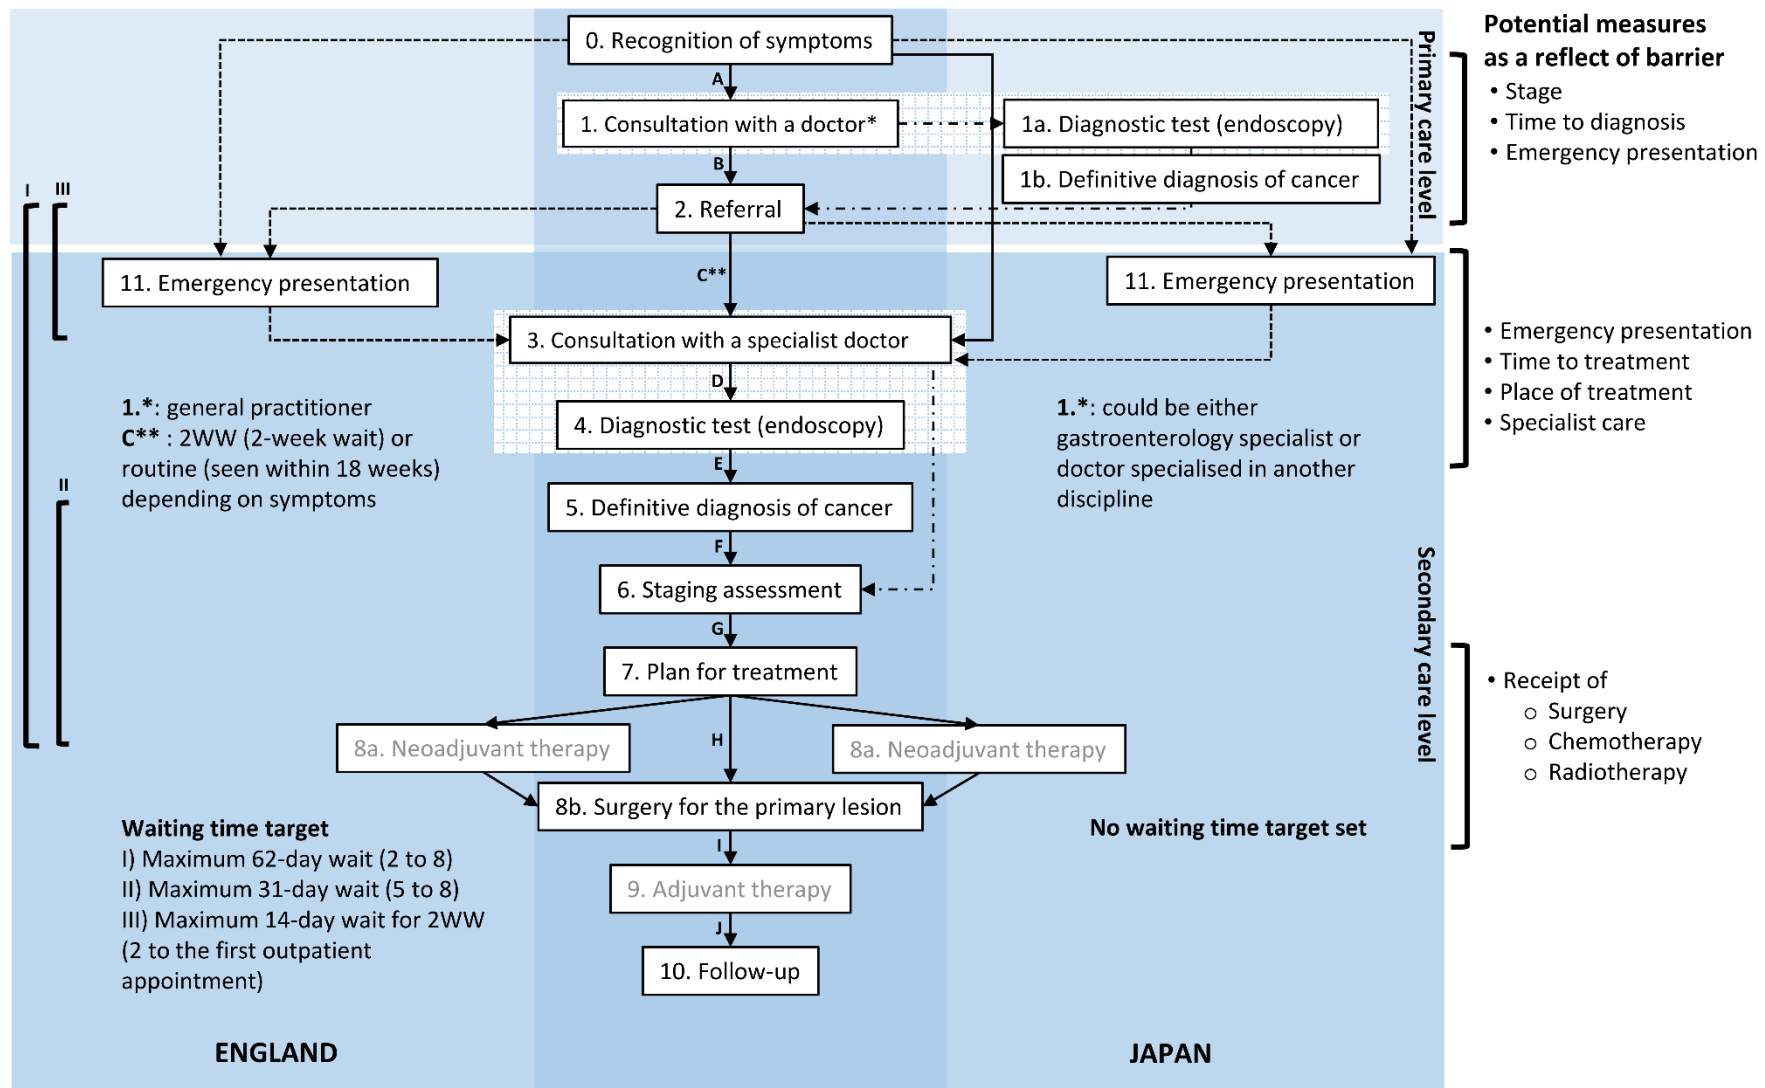 0. Recognition of symptoms
A
1. Consultation with a doctor*
1a. Diagnostic test (endoscopy)
B
1b. Definitive diagnosis of cancer
2. Referral
Primary care level
Potential measures
as a reflect of barrier
• Stage
• Time to diagnosis
• Emergency presentation
I
III
C**
11. Emergency presentation
11. Emergency presentation
3. Consultation with a specialist doctor
D
4. Diagnostic test (endoscopy)
E
5. Definitive diagnosis of cancer
F
6. Staging assessment
G
7. Plan for treatment
8a. Neoadjuvant therapy
H
8a. Neoadjuvant therapy
8b. Surgery for the primary lesion
I
9. Adjuvant therapy
J
10. Follow-up
1.*: general practitioner
C** : 2WW (2-week wait) or
routine (seen within 18 weeks)
depending on symptoms
II
1.*: could be either
gastroenterology specialist or
doctor specialised in another
discipline
Secondary care level
• Emergency presentation
• Time to treatment
• Place of treatment
• Specialist care
• Receipt of
o Surgery
o Chemotherapy
o Radiotherapy
Waiting time target
I) Maximum 62-day wait (2 to 8)
II) Maximum 31-day wait (5 to 8)
III) Maximum 14-day wait for 2WW
(2 to the first outpatient
appointment)
No waiting time target set
ENGLAND
JAPAN